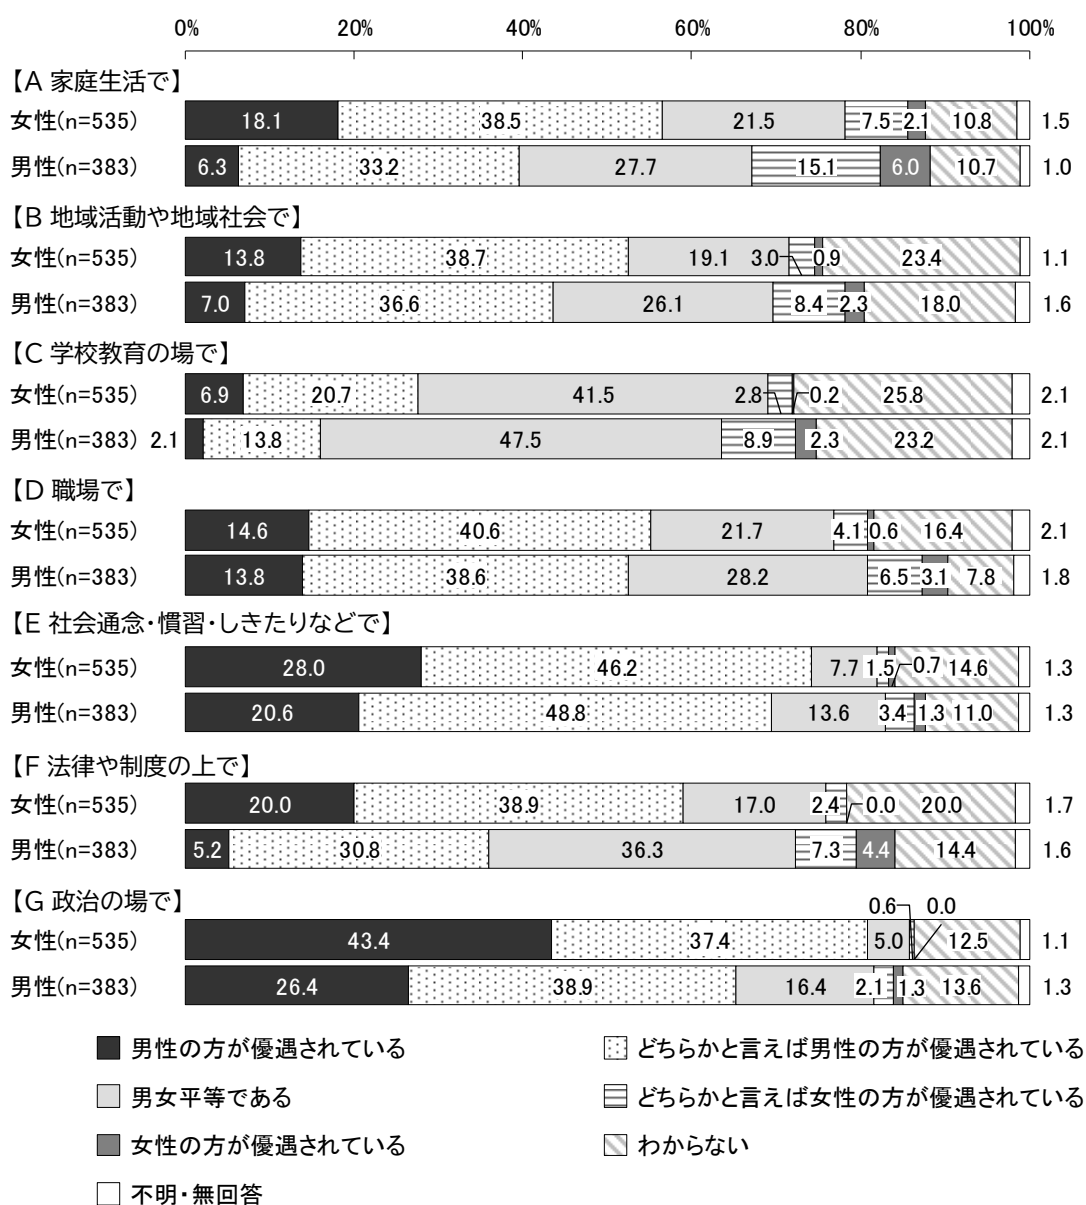 0% 20% 40% 60% 80% 100%
【A 家庭生活で】
女性(n=535) 18.1 38.5 21.5 7.5 2.1 10.8 1.5
男性(n=383) 6.3 33.2 27.7 15.1 6.0 10.7 1.0
【B 地域活動や地域社会で】
女性(n=535) 13.8 38.7 19.1 3.0 0.9 23.4 1.1
男性(n=383) 7.0 36.6 26.1 8.4 2.3 18.0 1.6
【C 学校教育の場で】
女性(n=535) 6.9 20.7 41.5 2.8 0.2 25.8 2.1
男性(n=383) 2.1 13.8 47.5 8.9 2.3 23.2 2.1
【D 職場で】
女性(n=535) 14.6 40.6 21.7 4.1 0.6 16.4 2.1
男性(n=383) 13.8 38.6 28.2 6.5 3.1 7.8 1.8
【E 社会通念・慣習・しきたりなどで】
女性(n=535) 28.0 46.2 7.7 1.5 0.7 14.6 1.3
男性(n=383) 20.6 48.8 13.6 3.4 1.3 11.0 1.3
【F 法律や制度の上で】
女性(n=535) 20.0 38.9 17.0 2.4 0.0 20.0 1.7
男性(n=383) 5.2 30.8 36.3 7.3 4.4 14.4 1.6
【G 政治の場で】
0.6 0.0
女性(n=535) 43.4 37.4 5.0 12.5 1.1
男性(n=383) 26.4 38.9 16.4 2.1 1.3 13.6 1.3
男性の方が優遇されている どちらかと言えば男性の方が優遇されている
男女平等である どちらかと言えば女性の方が優遇されている
女性の方が優遇されている わからない
不明・無回答